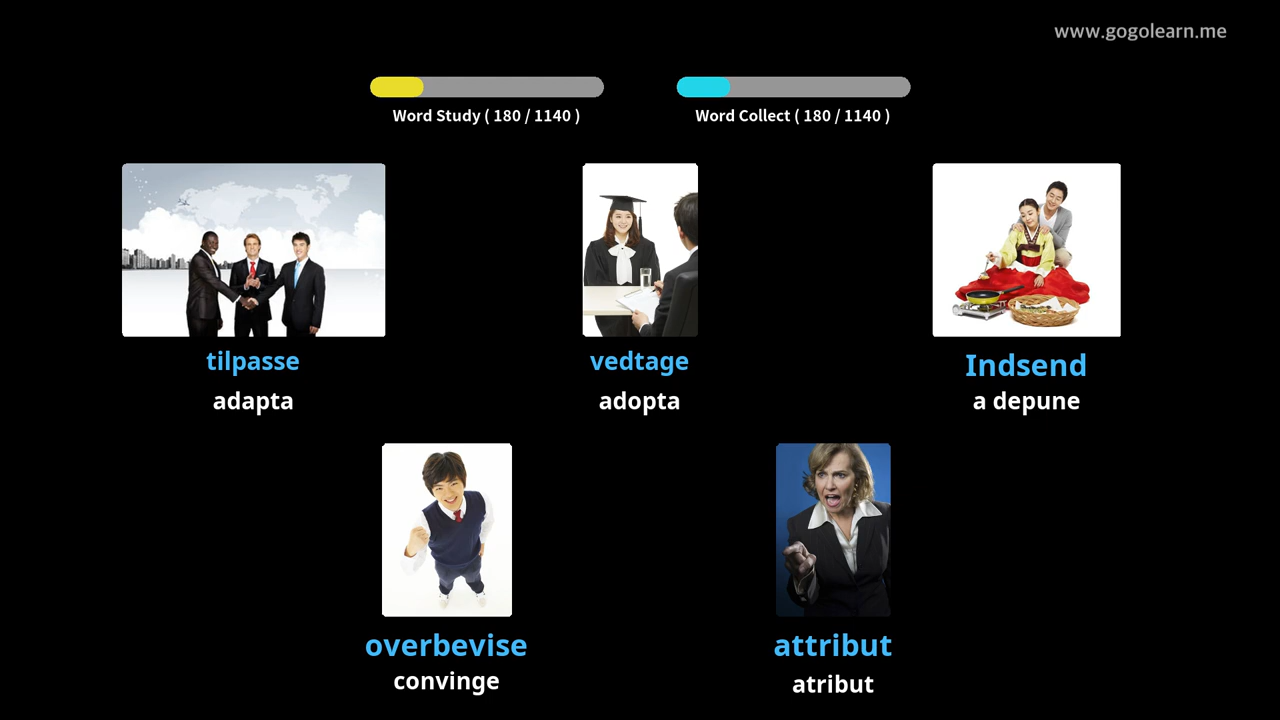 www.gogolearn.me
Word Study ( 180 / 1140 )
Word Collect ( 180 / 1140 )
tilpasse
adapta
vedtage
adopta
Indsend
a depune
overbevise
convinge
attribut
atribut